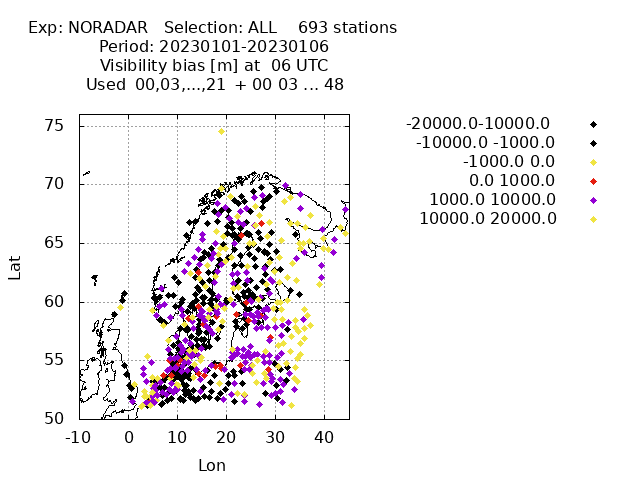 Exp: NORADAR   Selection: ALL    693 stations
Period: 20230101-20230106
Visibility bias [m] at  06 UTC
Used  00,03,...,21  + 00 03 ... 48
-20000.0-10000.0
-10000.0 -1000.0
-1000.0 0.0
0.0 1000.0
1000.0 10000.0
10000.0 20000.0
75
70
65
60
55
50
Lat
-10 0 10 20 30 40
Lon